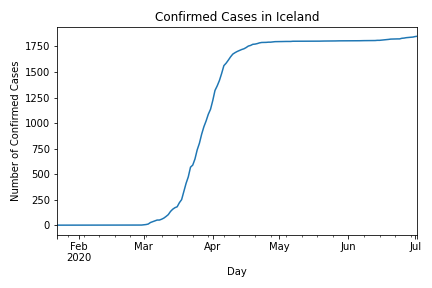 Confirmed Cases in Iceland
Number of Confirmed Cases
1750
1500
1250
1000
750
500
250
0
Feb Mar Apr May Jun Jul
2020
Day